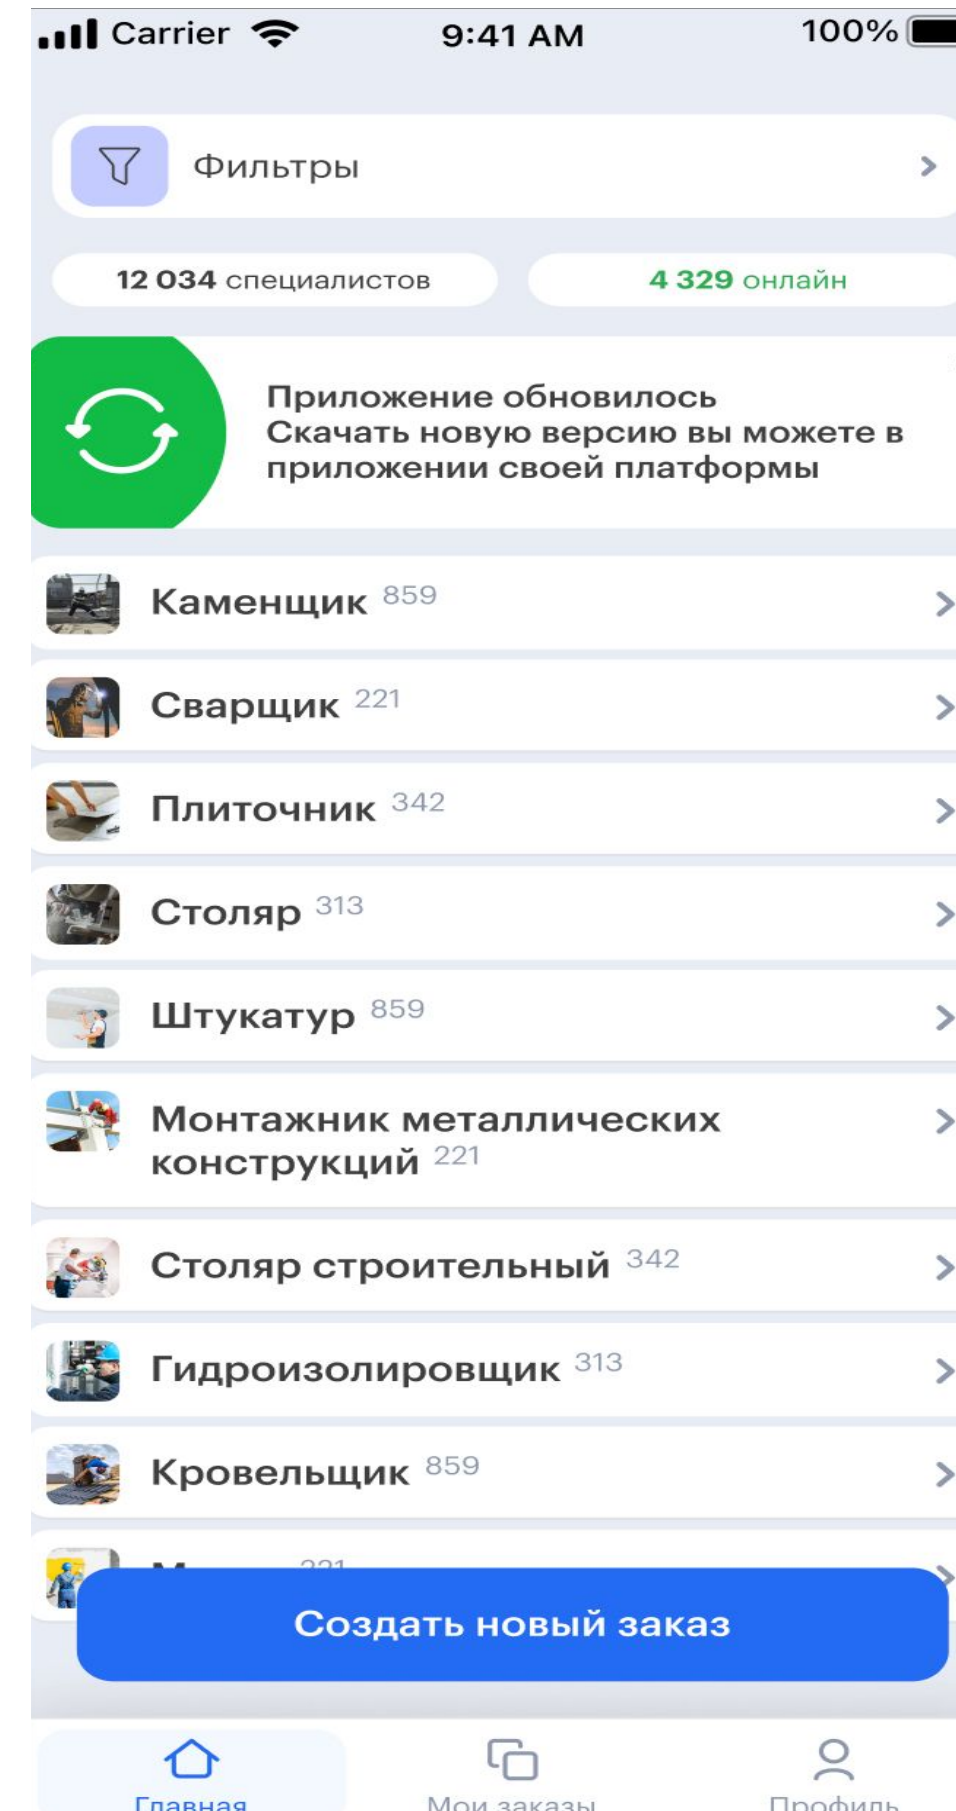 Carrier 9:41 AM 100%
Фильтры
12 034 специалистов 4 329 онлайн
Приложение обновилось
Скачать новую версию вы можете в
приложении своей платформы
Каменщик 859
Сварщик 221
Плиточник 342
Столяр 313
Штукатур 859
Монтажник металлических
конструкций 221
Столяр строительный 342
Гидроизолировщик 313
Кровельщик 859
221
Создать новый заказ
Главная Мои заказы Профиль